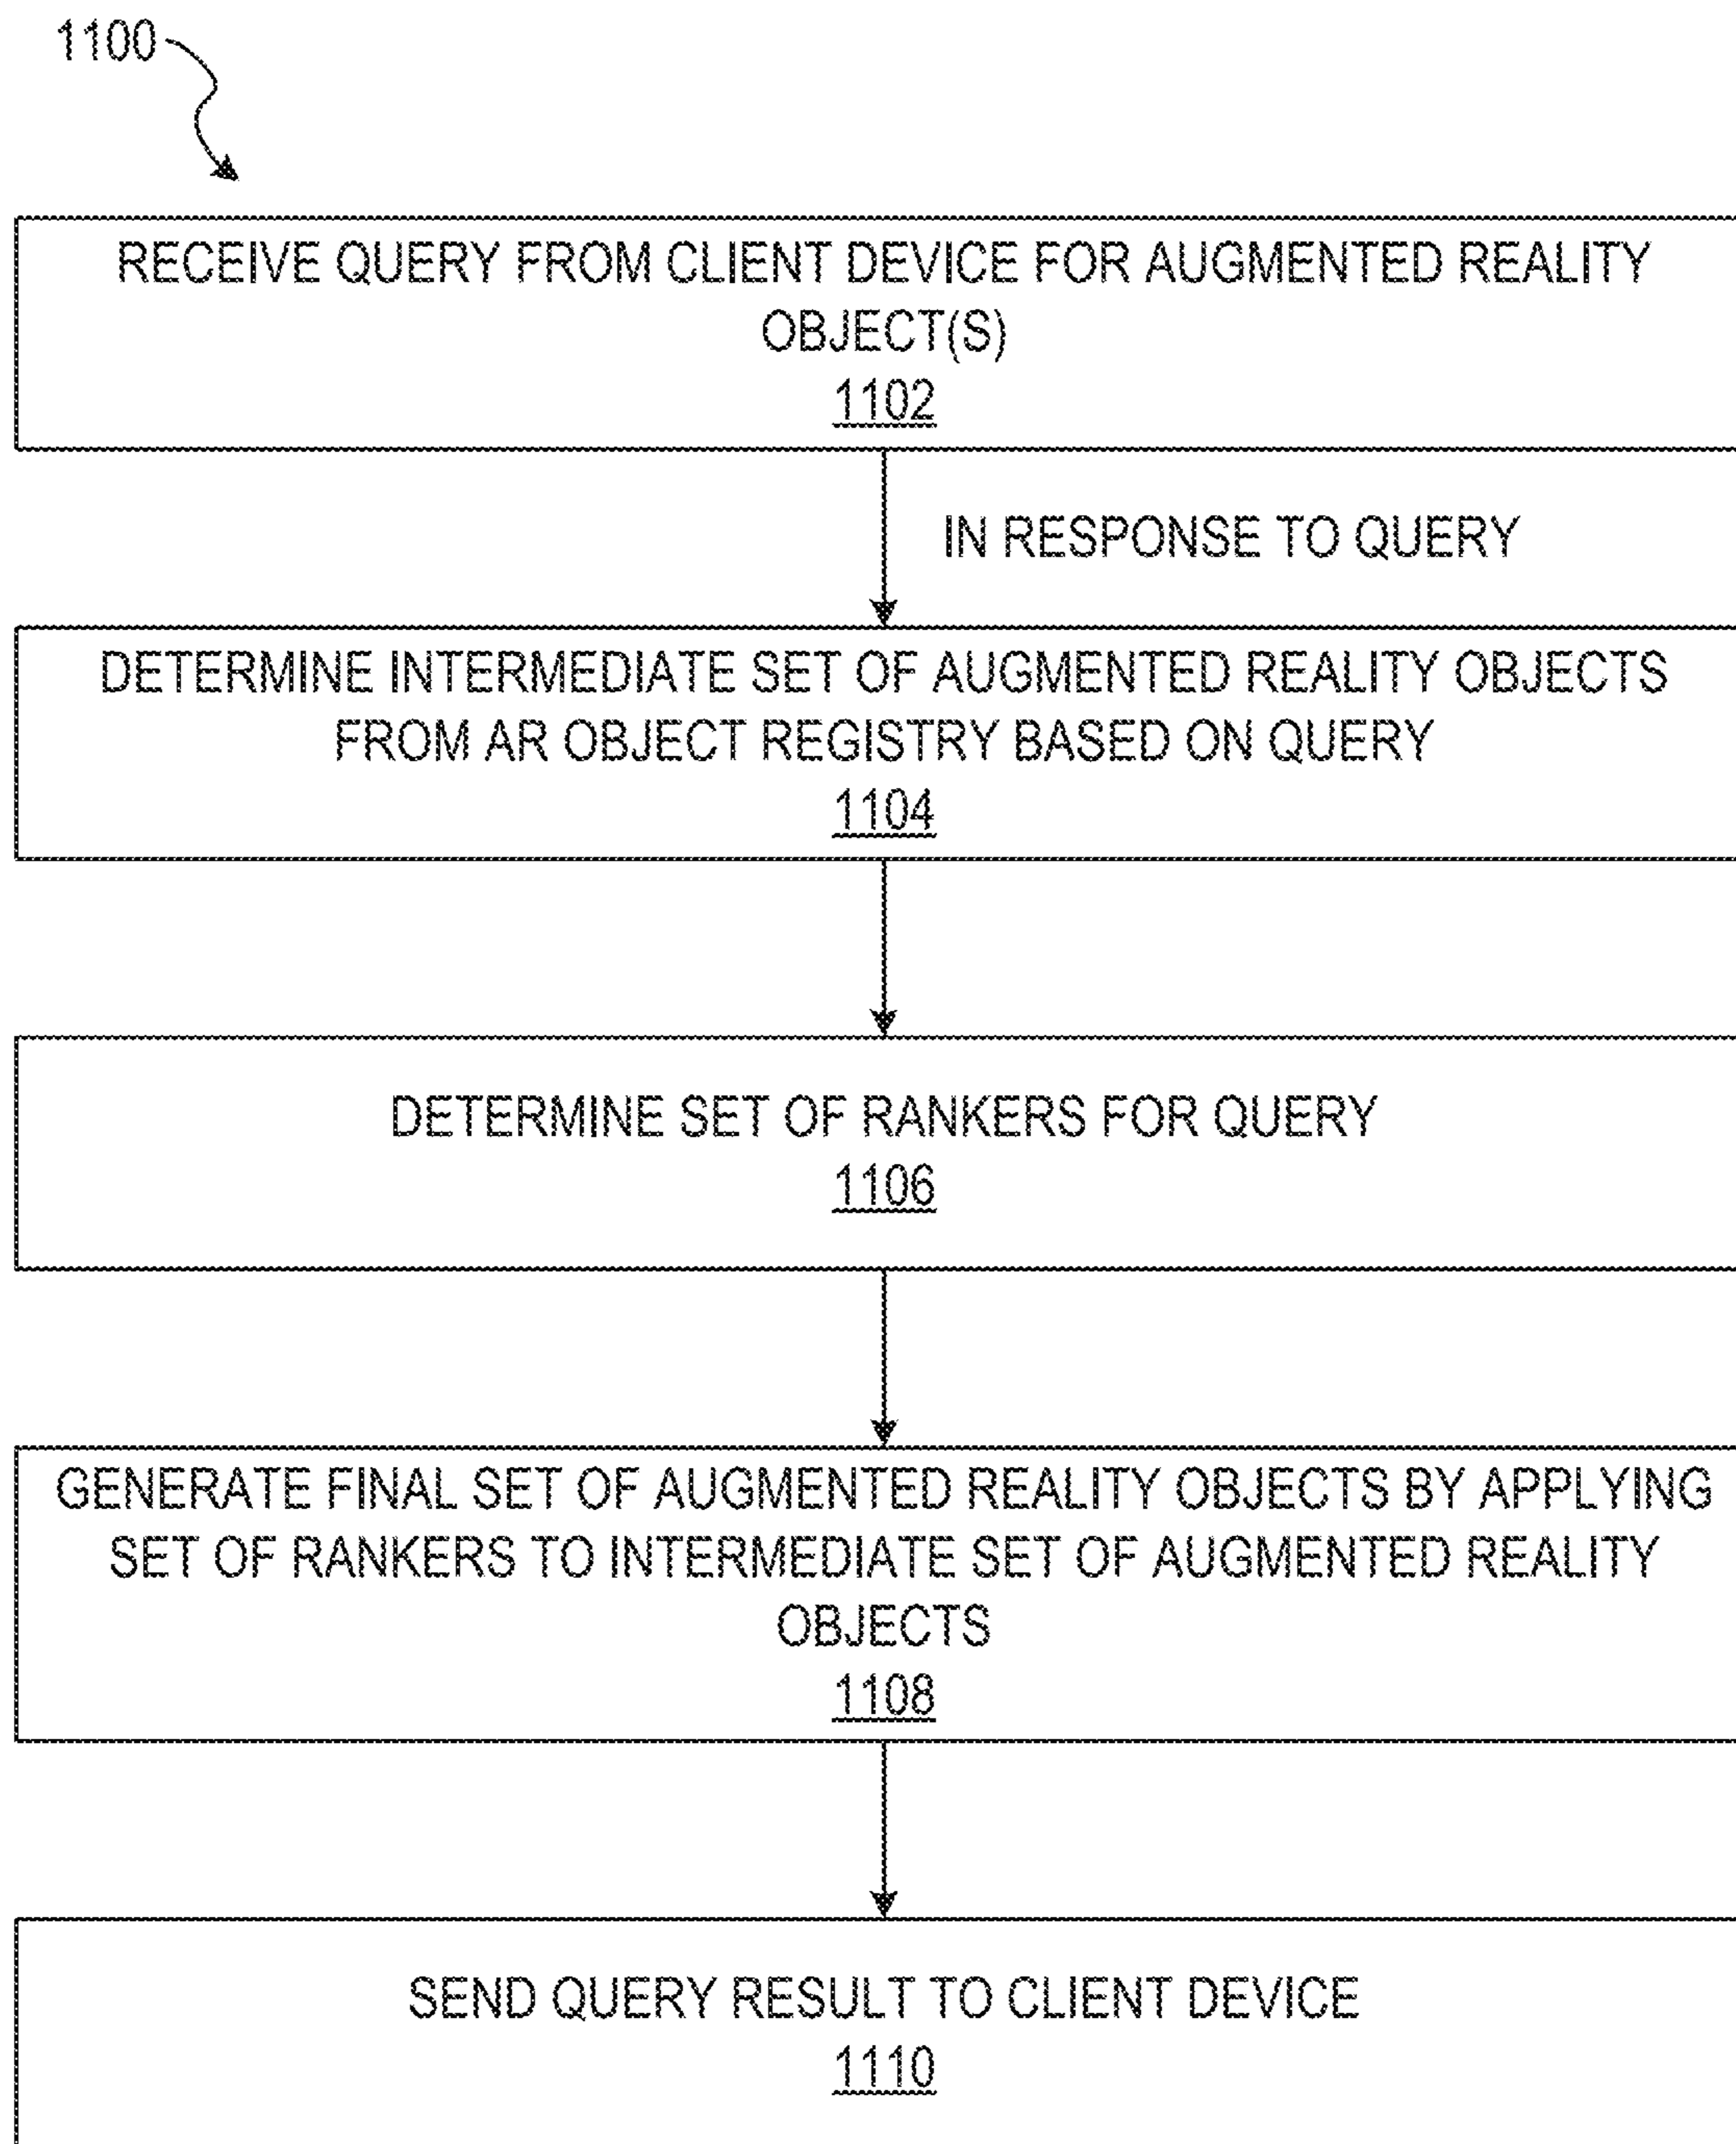 1100
RECEIVE QUERY FROM CLIENT DEVICE FOR AUGMENTED REALITY
OBJECT(S)
1102
IN RESPONSE TO QUERY
DETERMINE INTERMEDIATE SET OF AUGMENTED REALITY OBJECTS
FROM AR OBJECT REGISTRY BASED ON QUERY
1104
DETERMINE SET OF RANKERS FOR QUERY
1106
GENERATE FINAL SET OF AUGMENTED REALITY OBJECTS BY APPLYING
SET OF RANKERS TO INTERMEDIATE SET OF AUGMENTED REALITY
OBJECTS
1108
SEND QUERY RESULT TO CLIENT DEVICE
1110